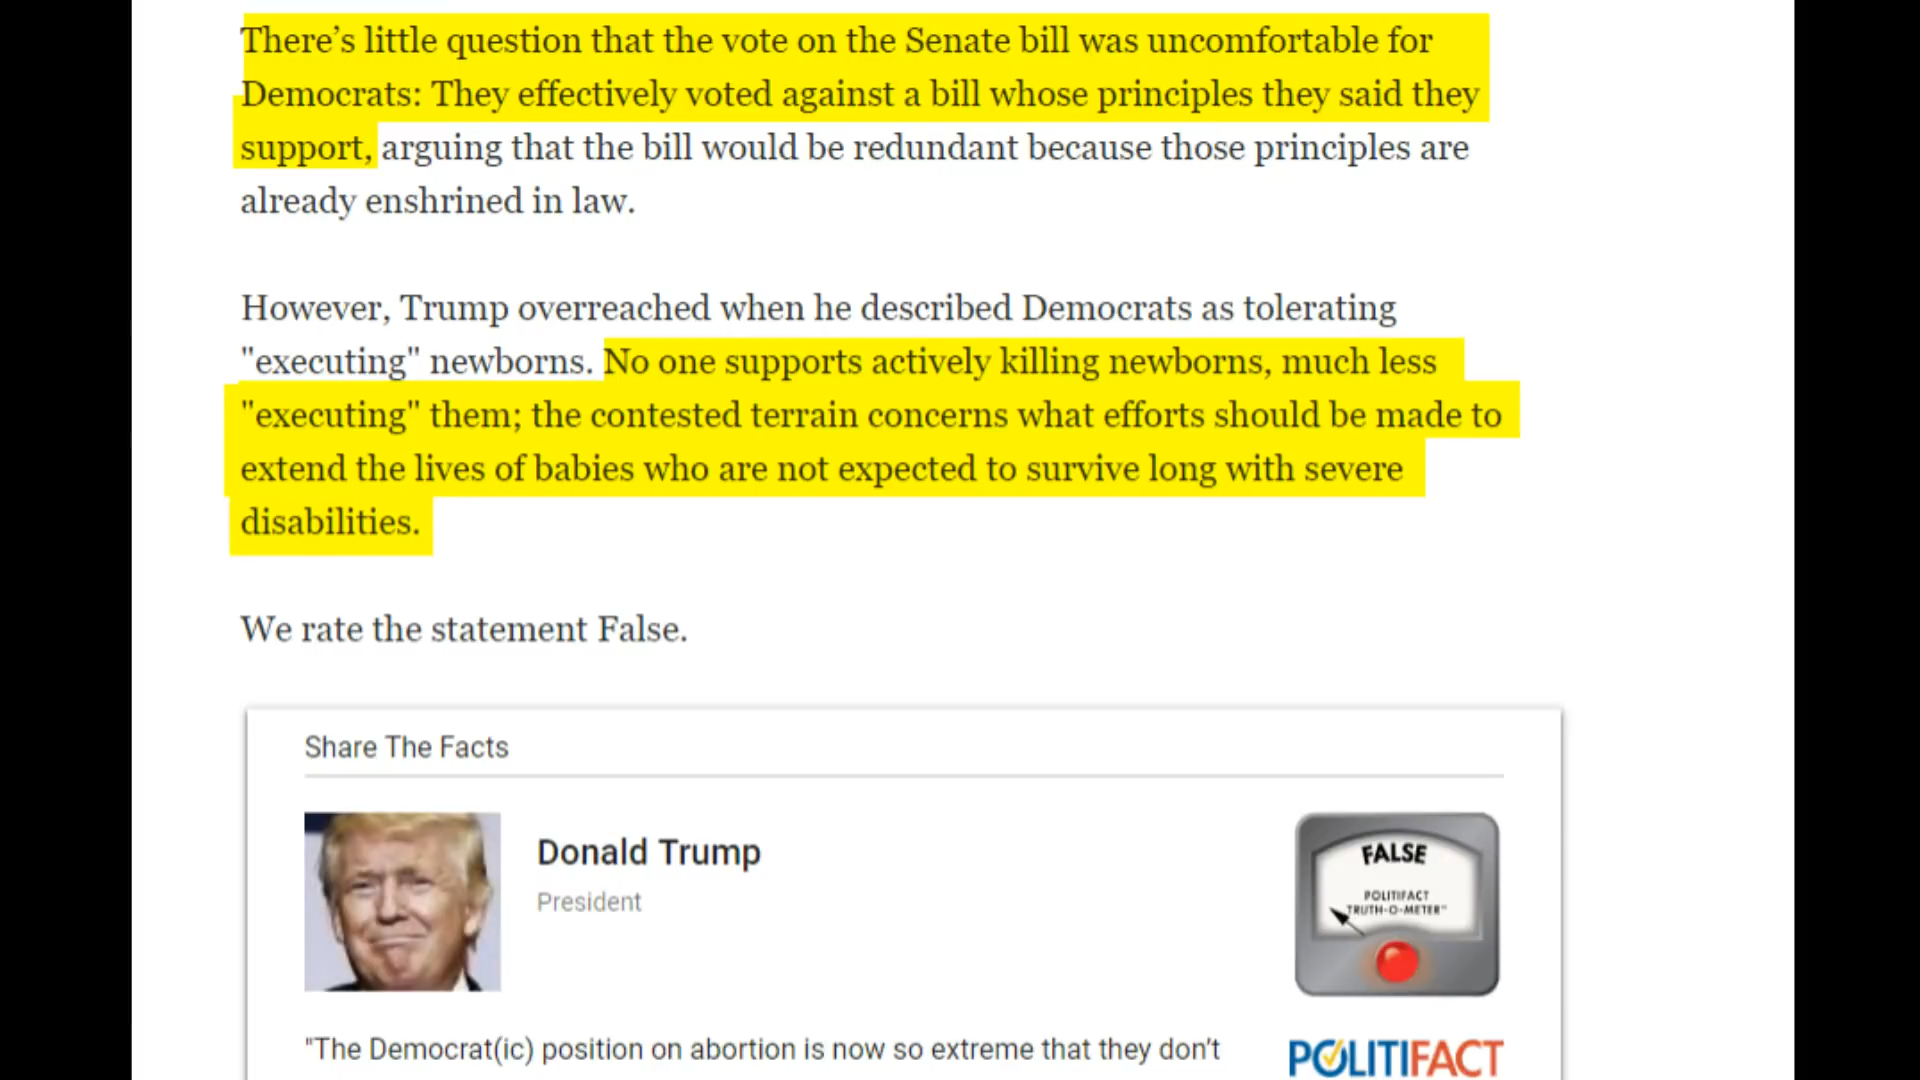 There’s little question that the vote on the Senate bill was uncomfortable for
Democrats: They effectively voted against a bill whose principles they said they
support, arguing that the bill would be redundant because those principles are
already enshrined in law.
However, Trump overreached when he described Democrats as tolerating
"executing" newborns. No one supports actively killing newborns, much less
"executing" them; the contested terrain concerns what efforts should be made to
extend the lives of babies who are not expected to survive long with severe
disabilities.
We rate the statement False.
Share The Facts
Donald Trump
President
FALSE
POLITIFACT
TRUTH-O-METER™
"The Democrat(ic) position on abortion is now so extreme that they don’t
POLITIFACT